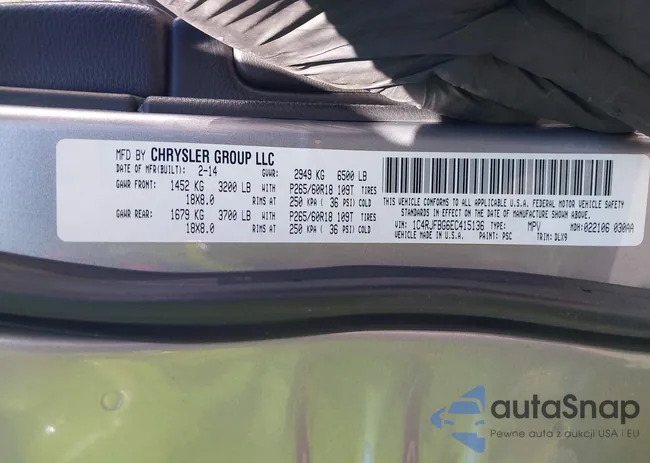 MFD BY CHRYSLER GROUP LLC
DATE OF MFR(BUILT): 2-14 GVWR: 2949 KG 6500 LB
GAWR FRONT: 1452 KG 3200 LB WITH P265/60R18 109T TIRES
18X8.0 RIMS AT 250 KPA ( 36 PSI) COLD
GAWR REAR: 1679 KG 3700 LB WITH P265/60R18 109T TIRES
18X8.0 RIMS AT 250 KPA ( 36 PSI) COLD
THIS VEHICLE CONFORMS TO ALL APPLICABLE U.S.A. FEDERAL MOTOR VEHICLE SAFETY
STANDARDS IN EFFECT ON THE DATE OF MANUFACTURE SHOWN ABOVE.
VIN: 1C4RJFBG6EC415136 TYPE: MPV MDH:022106 030AA
VEHICLE MADE IN U.S.A. PAINT: PSC TRIM: DLX9
autaSnap
Pewne auta z aukcji USA i EU